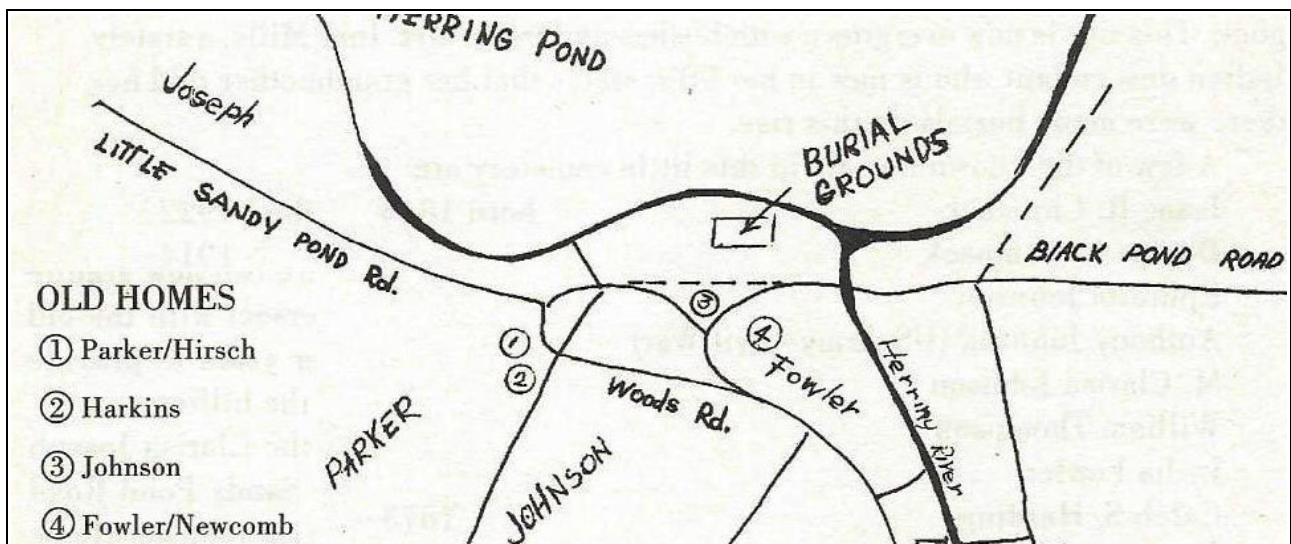 HERRING POND
Joseph
LITTLE SANDY POND Rd.
BURIAL
GROUNDS
BLACK POND ROAD
OLD HOMES
① Parker/Hirsch
② Harkins
③ Johnson
④ Fowler/Newcomb
①
②
③
④
Fowler
Woods Rd.
Herring River
PARKER
JOHNSON